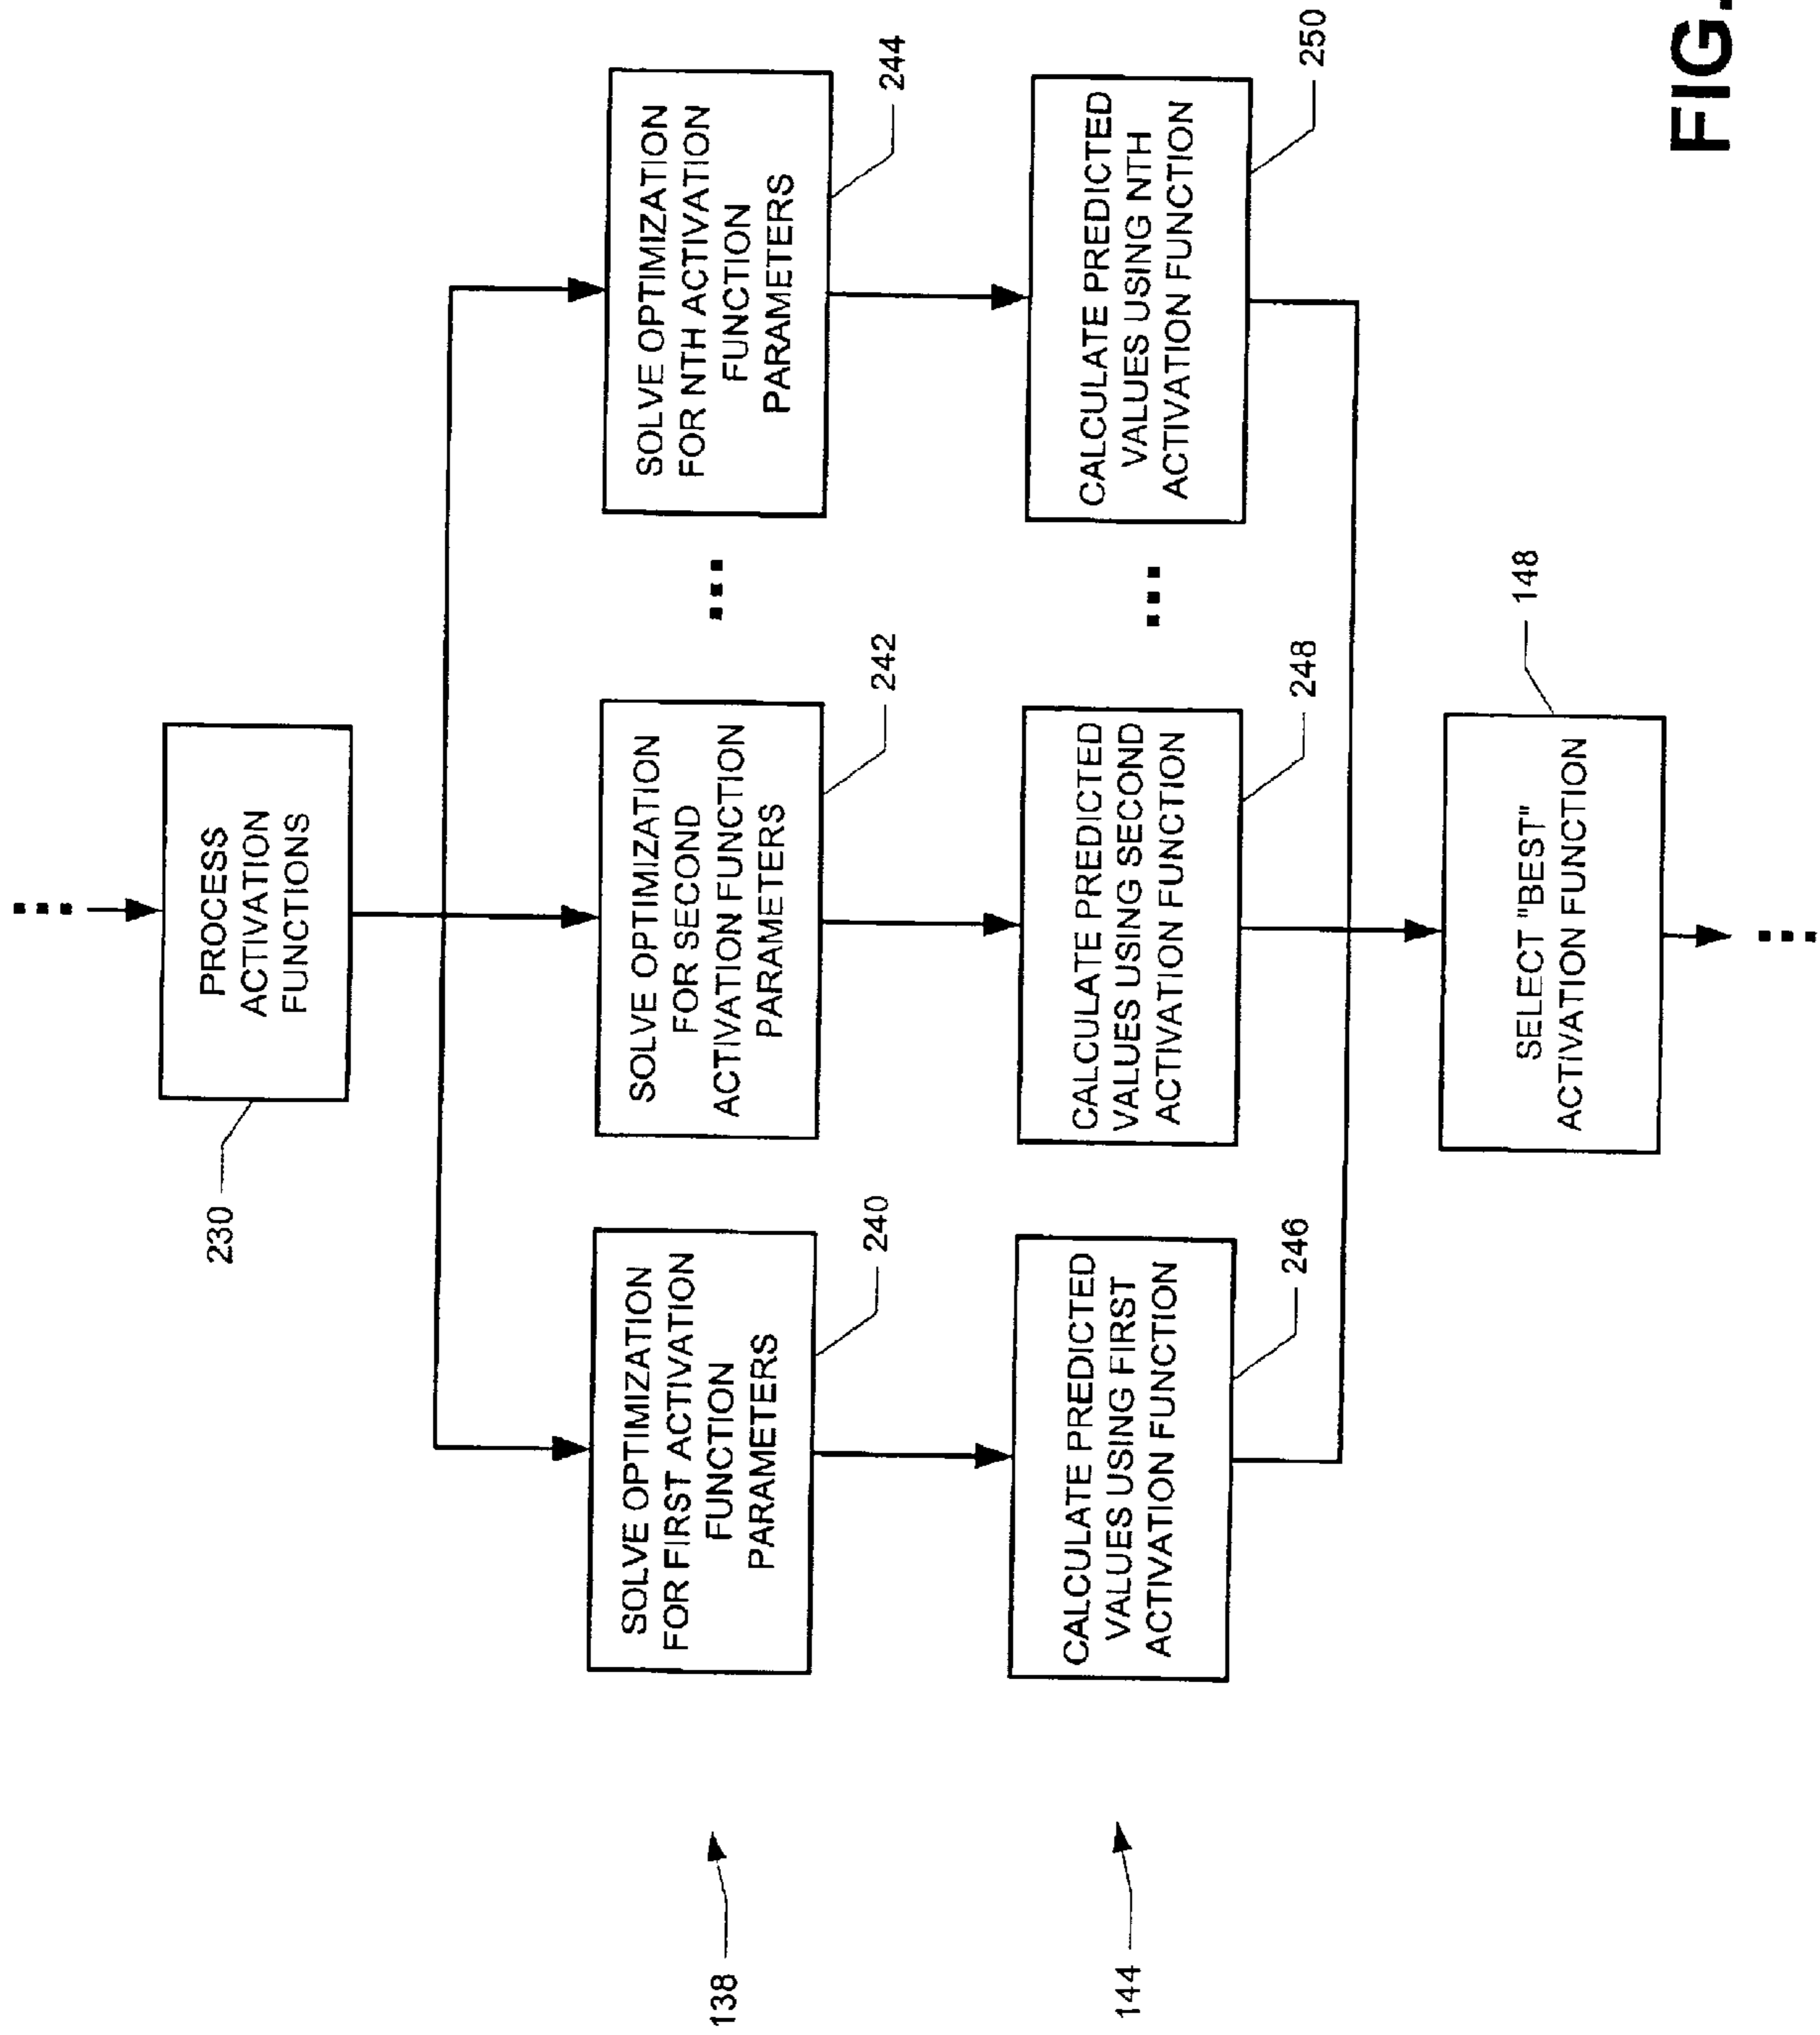 PROCESS
ACTIVATION
FUNCTIONS
230
SOLVE OPTIMIZATION
FOR FIRST ACTIVATION
FUNCTION
PARAMETERS
240
SOLVE OPTIMIZATION
FOR SECOND
ACTIVATION FUNCTION
PARAMETERS
242
...
SOLVE OPTIMIZATION
FOR NTH ACTIVATION
FUNCTION
PARAMETERS
244
138
CALCULATE PREDICTED
VALUES USING FIRST
ACTIVATION FUNCTION
246
CALCULATE PREDICTED
VALUES USING SECOND
ACTIVATION FUNCTION
248
...
CALCULATE PREDICTED
VALUES USING NTH
ACTIVATION FUNCTION
250
144
SELECT "BEST"
ACTIVATION FUNCTION
148
FIG.